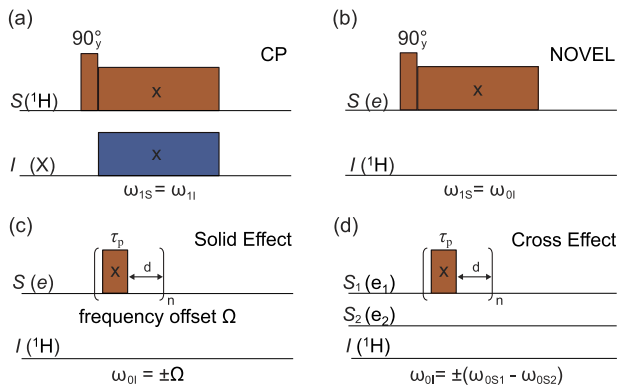 (a)
90°y
CP
x
S(¹H)
x
I (X)
ω1S = ω1I
(b)
90°y
NOVEL
x
S (e)
I (¹H)
ω1S = ω0I
(c)
τp
Solid Effect
x
d
n
S (e)
frequency offset Ω
I (¹H)
ω0I = ±Ω
(d)
τp
Cross Effect
x
d
n
S1 (e1)
S2 (e2)
I (¹H)
ω0I = ±(ω0S1 - ω0S2)